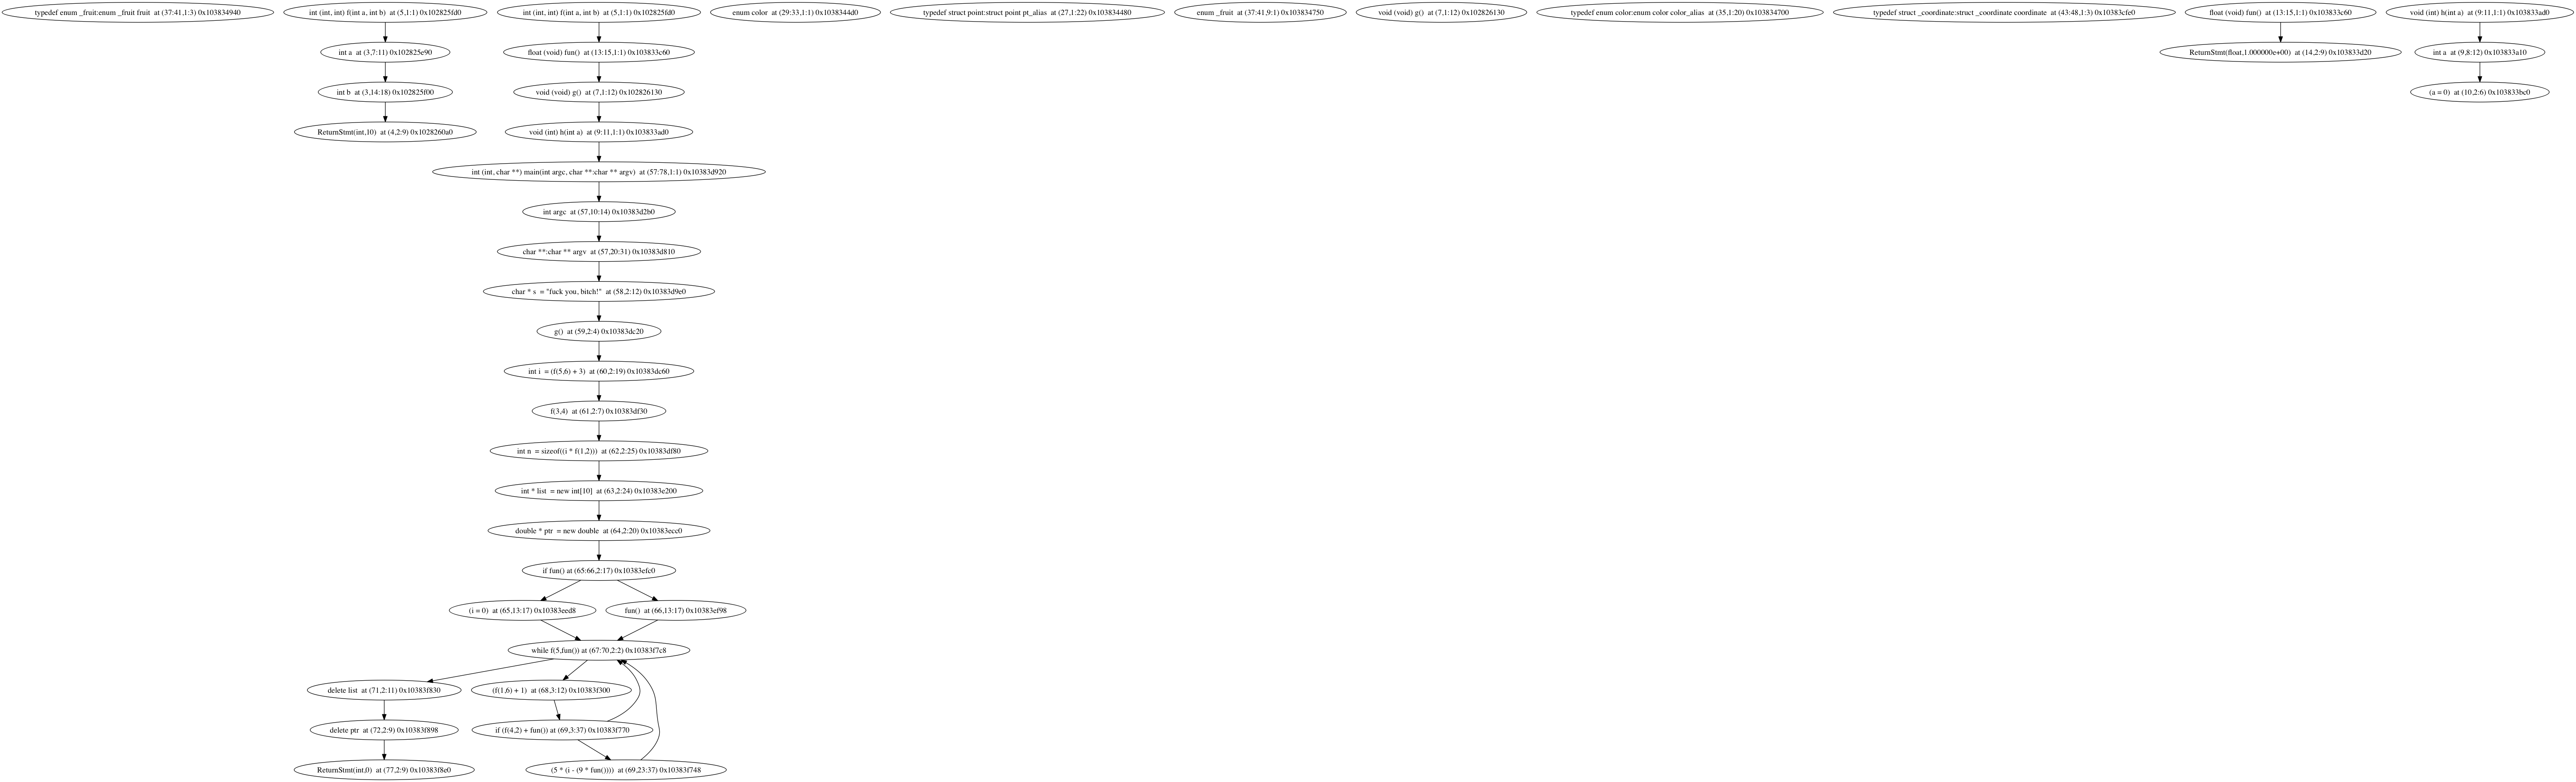 typedef enum _fruit:enum _fruit fruit  at (37:41,1:3) 0x103834940
int (int, int) f(int a, int b)  at (5,1:1) 0x102825fd0
int (int, int) f(int a, int b)  at (5,1:1) 0x102825fd0
enum color  at (29:33,1:1) 0x1038344d0
typedef struct point:struct point pt_alias  at (27,1:22) 0x103834480
enum _fruit  at (37:41,9:1) 0x103834750
void (void) g()  at (7,1:12) 0x102826130
typedef enum color:enum color color_alias  at (35,1:20) 0x103834700
typedef struct _coordinate:struct _coordinate coordinate  at (43:48,1:3) 0x10383cfe0
float (void) fun()  at (13:15,1:1) 0x103833c60
void (int) h(int a)  at (9:11,1:1) 0x103833ad0
int a  at (3,7:11) 0x102825e90
float (void) fun()  at (13:15,1:1) 0x103833c60
ReturnStmt(float,1.000000e+00)  at (14,2:9) 0x103833d20
int a  at (9,8:12) 0x103833a10
int b  at (3,14:18) 0x102825f00
void (void) g()  at (7,1:12) 0x102826130
(a = 0)  at (10,2:6) 0x103833bc0
ReturnStmt(int,10)  at (4,2:9) 0x1028260a0
void (int) h(int a)  at (9:11,1:1) 0x103833ad0
int (int, char **) main(int argc, char **:char ** argv)  at (57:78,1:1) 0x10383d920
int argc  at (57,10:14) 0x10383d2b0
char **:char ** argv  at (57,20:31) 0x10383d810
char * s  = "fuck you, bitch!"  at (58,2:12) 0x10383d9e0
g()  at (59,2:4) 0x10383dc20
int i  = (f(5,6) + 3)  at (60,2:19) 0x10383dc60
f(3,4)  at (61,2:7) 0x10383df30
int n  = sizeof((i * f(1,2)))  at (62,2:25) 0x10383df80
int * list  = new int[10]  at (63,2:24) 0x10383e200
double * ptr  = new double  at (64,2:20) 0x10383ecc0
if fun() at (65:66,2:17) 0x10383efc0
(i = 0)  at (65,13:17) 0x10383eed8
fun()  at (66,13:17) 0x10383ef98
while f(5,fun()) at (67:70,2:2) 0x10383f7c8
delete list  at (71,2:11) 0x10383f830
(f(1,6) + 1)  at (68,3:12) 0x10383f300
delete ptr  at (72,2:9) 0x10383f898
if (f(4,2) + fun()) at (69,3:37) 0x10383f770
ReturnStmt(int,0)  at (77,2:9) 0x10383f8e0
(5 * (i - (9 * fun())))  at (69,23:37) 0x10383f748